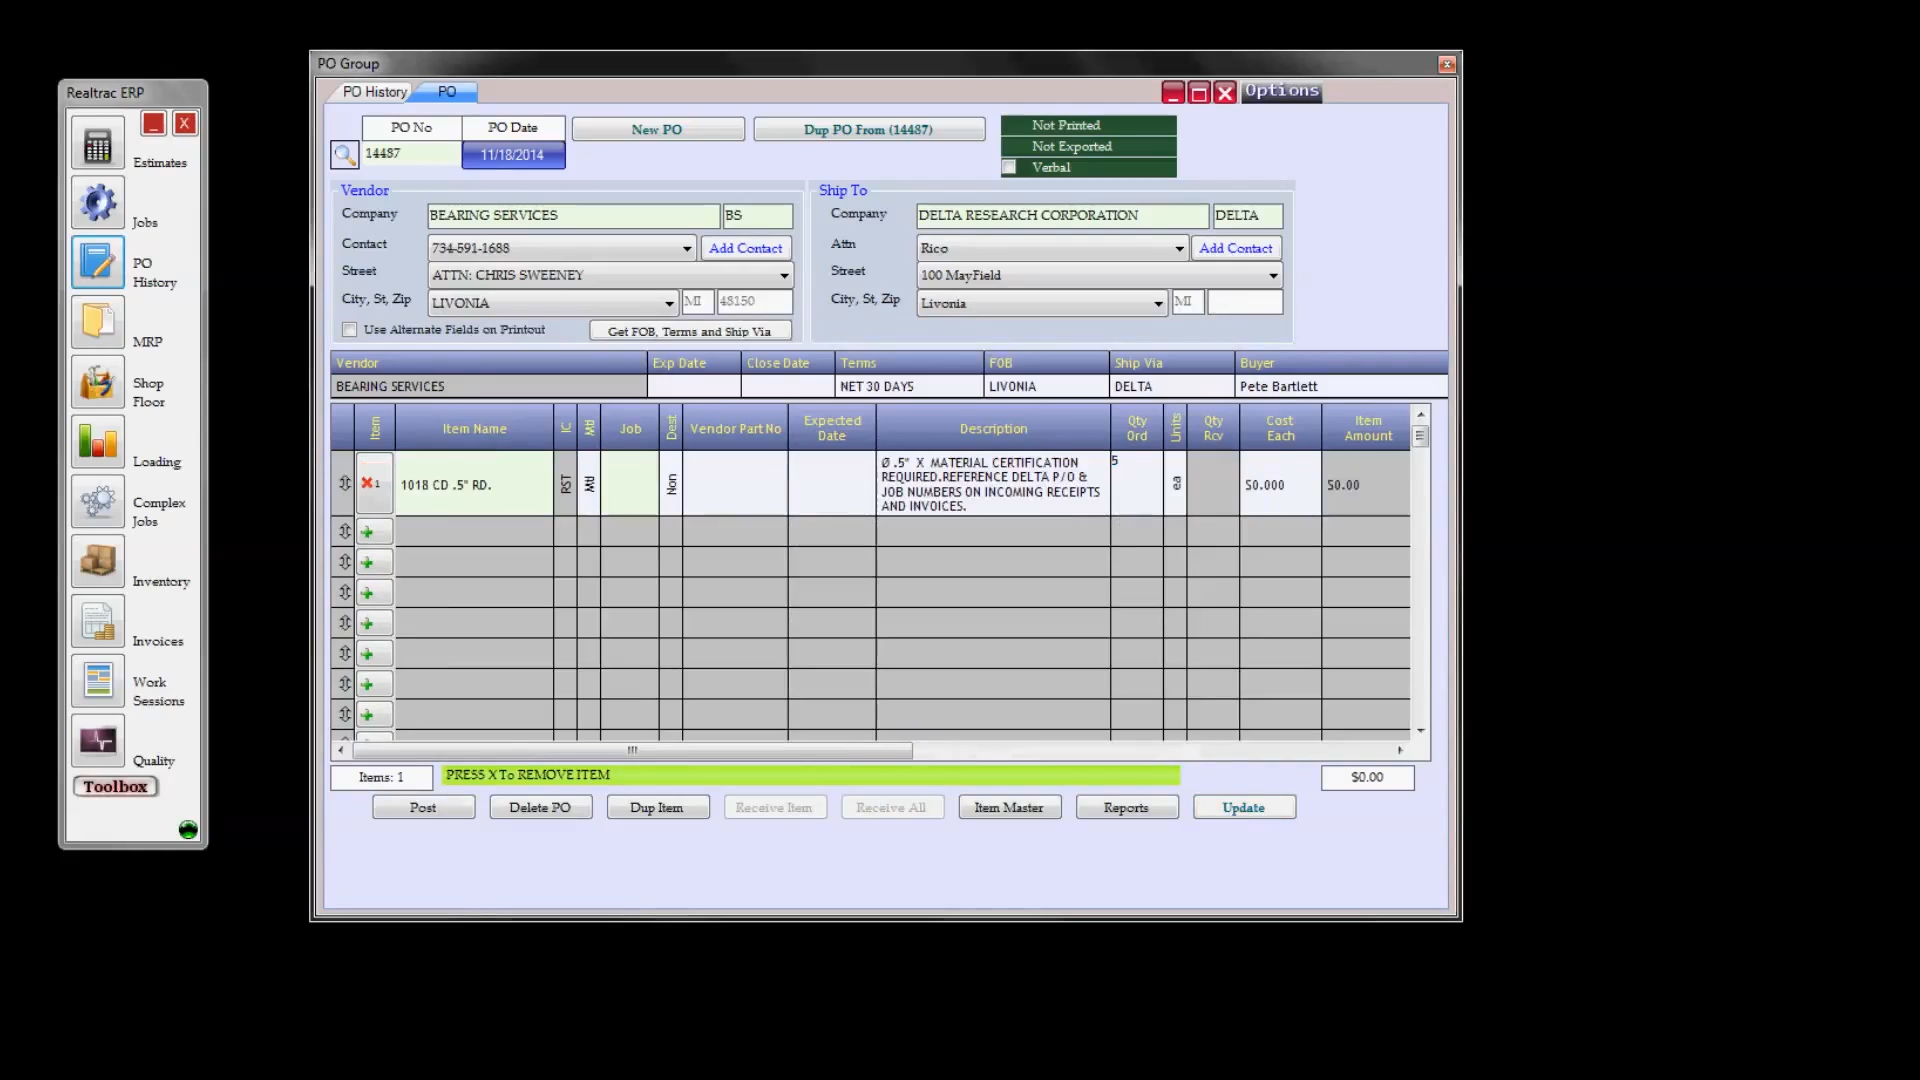 PO Group
Realtrac ERP
PO History
PO
Options
Estimates
Jobs
PO
History
MRP
Shop
Floor
Loading
Complex
Jobs
Inventory
Invoices
Work
Sessions
Quality
Toolbox
PO No
PO Date
New PO
Dup PO From (14487)
14487
11/18/2014
Not Printed
Not Exported
Verbal
Vendor
Company
BEARING SERVICES
BS
Contact
734-591-1688
Add Contact
Street
ATTN: CHRIS SWEENEY
City, St, Zip
LIVONIA
MI
48150
Use Alternate Fields on Printout
Get FOB, Terms and Ship Via
Ship To
Company
DELTA RESEARCH CORPORATION
DELTA
Attn
Rico
Add Contact
Street
100 MayField
City, St, Zip
Livonia
MI
Vendor
Exp Date
Close Date
Terms
FOB
Ship Via
Buyer
BEARING SERVICES
NET 30 DAYS
LIVONIA
DELTA
Pete Bartlett
Item
Item Name
IC
Job
Dest
Vendor Part No
Expected
Date
Description
Qty
Ord
Units
Qty
Rcv
Cost
Each
Item
Amount
1
1018 CD .5" RD.
RST
Non
Ø .5" X MATERIAL CERTIFICATION
REQUIRED.REFERENCE DELTA P/O &
JOB NUMBERS ON INCOMING RECEIPTS
AND INVOICES.
5
ea
$0.000
$0.00
Items: 1
PRESS X To REMOVE ITEM
$0.00
Post
Delete PO
Dup Item
Receive Item
Receive All
Item Master
Reports
Update